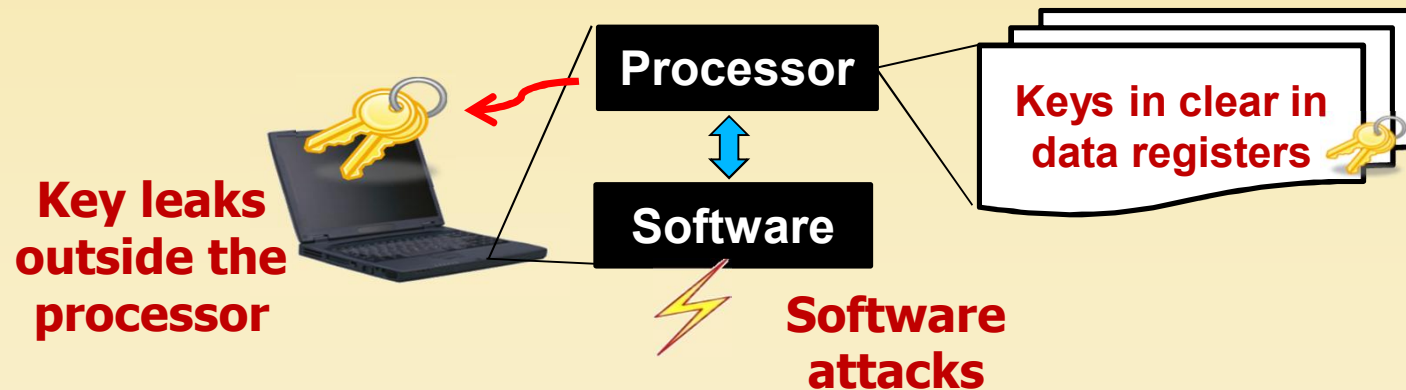 Processor
Keys in clear in
data registers
Key leaks
outside the
processor
Software
Software
attacks